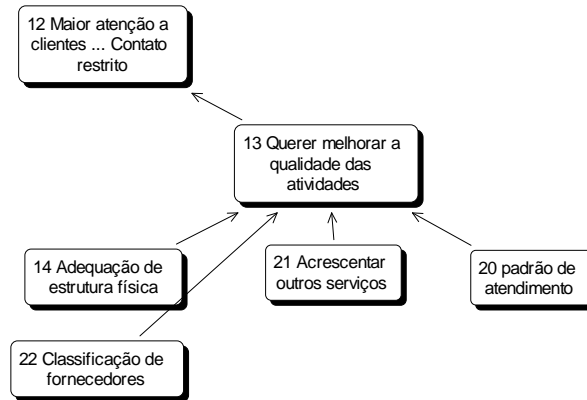 12 Maior atenção a
clientes ... Contato
restrito
13 Querer melhorar a
qualidade das
atividades
14 Adequação de
estrutura física
21 Acrescentar
outros serviços
20 padrão de
atendimento
22 Classificação de
fornecedores